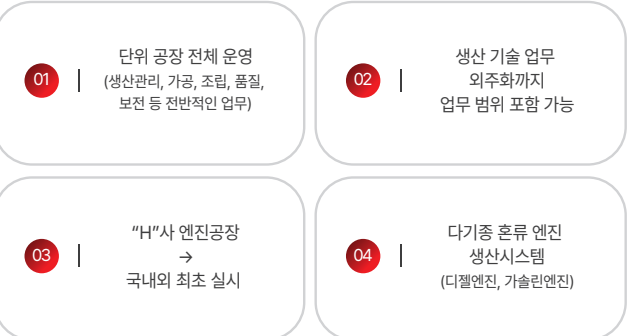 01
단위 공장 전체 운영
(생산관리, 가공, 조립, 품질,
보전 등 전반적인 업무)
02
생산 기술 업무
외주화까지
업무 범위 포함 가능
03
“H”사 엔진공장
→
국내외 최초 실시
04
다기종 혼류 엔진
생산시스템
(디젤엔진, 가솔린엔진)